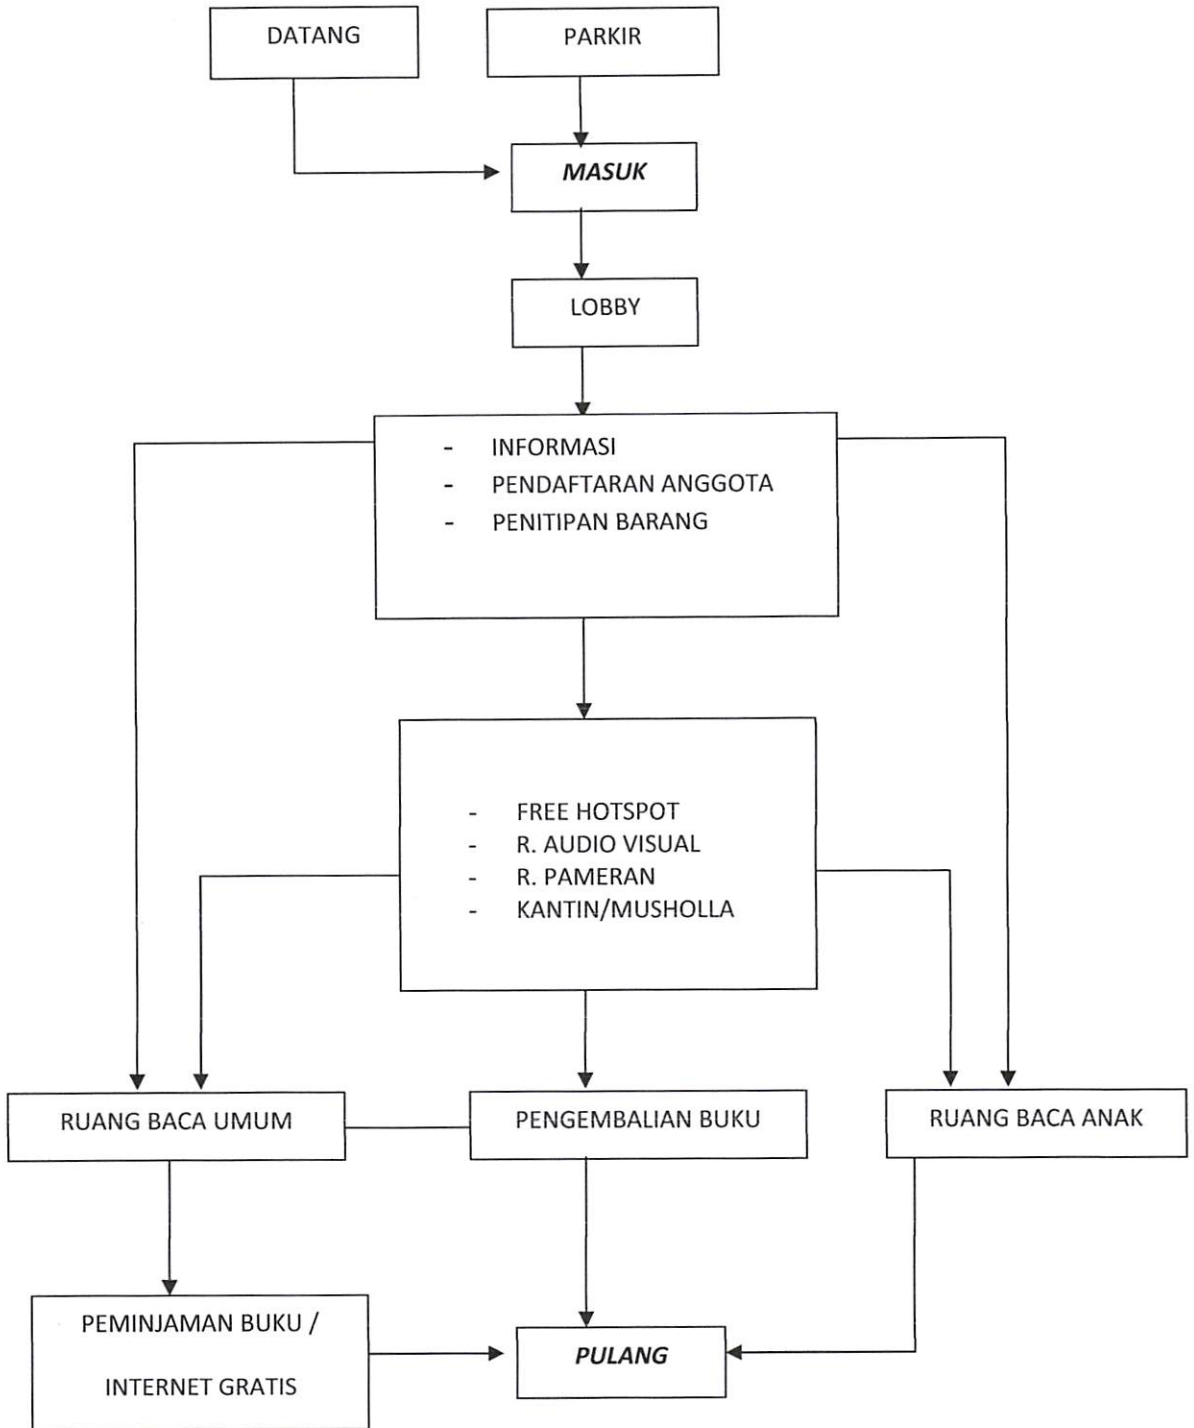 DATANG
PARKIR
MASUK
LOBBY
- INFORMASI
- PENDAFTARAN ANGGOTA
- PENITIPAN BARANG
- FREE HOTSPOT
- R. AUDIO VISUAL
- R. PAMERAN
- KANTIN/MUSHOLLA
RUANG BACA UMUM
PENGEMBALIAN BUKU
RUANG BACA ANAK
PEMINJAMAN BUKU /
INTERNET GRATIS
PULANG